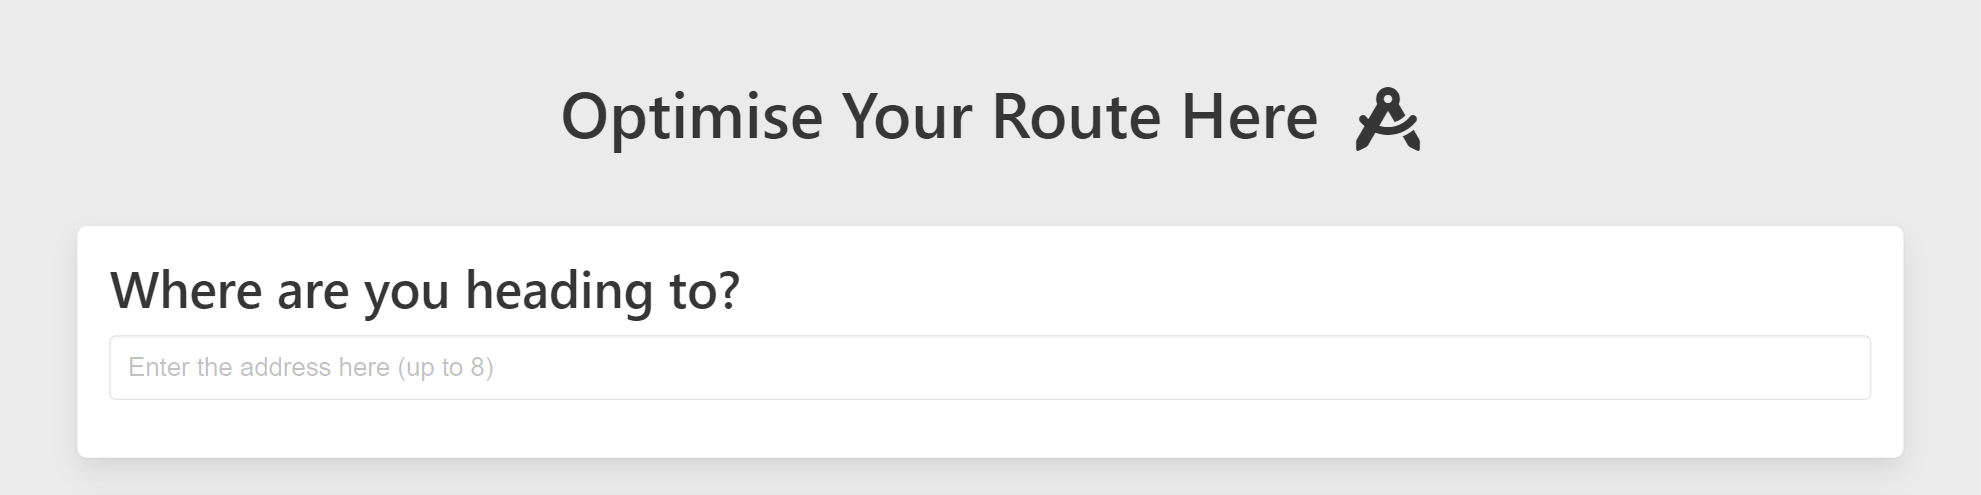 Optimise Your Route Here
Where are you heading to?
Enter the address here (up to 8)